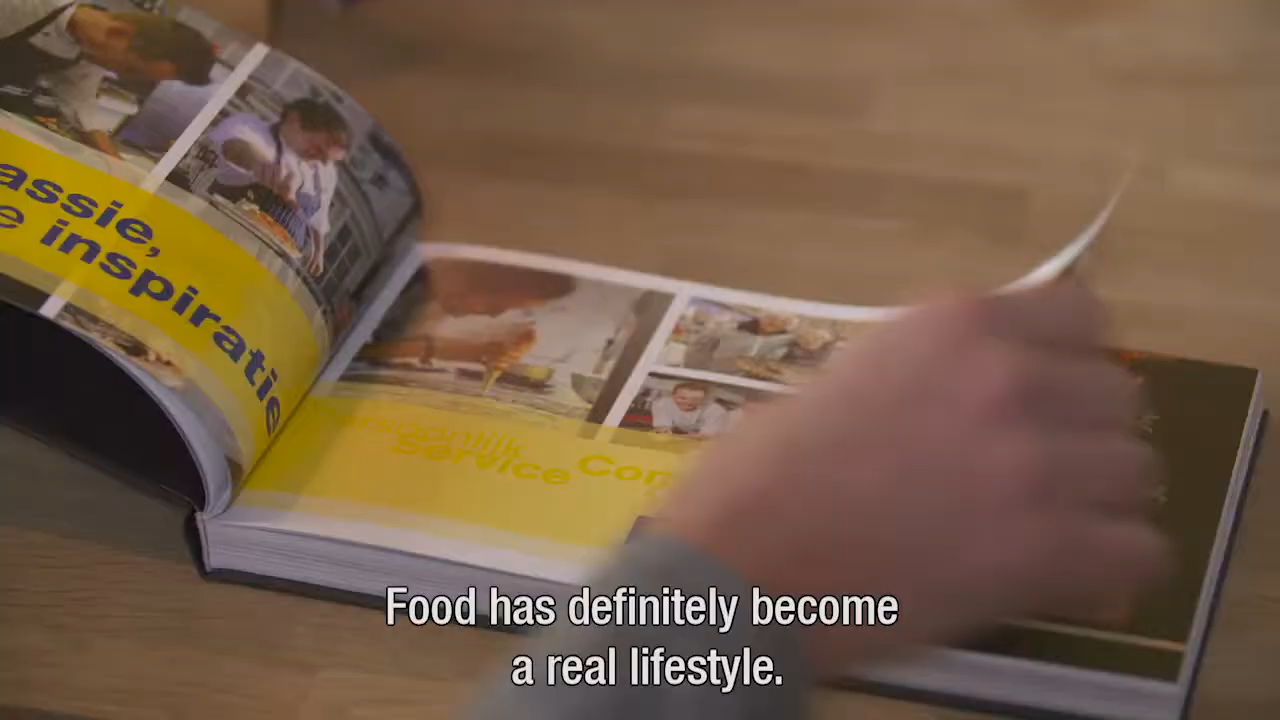 assie,
e inspiratie
Service
Con
Food has definitely become
a real lifestyle.